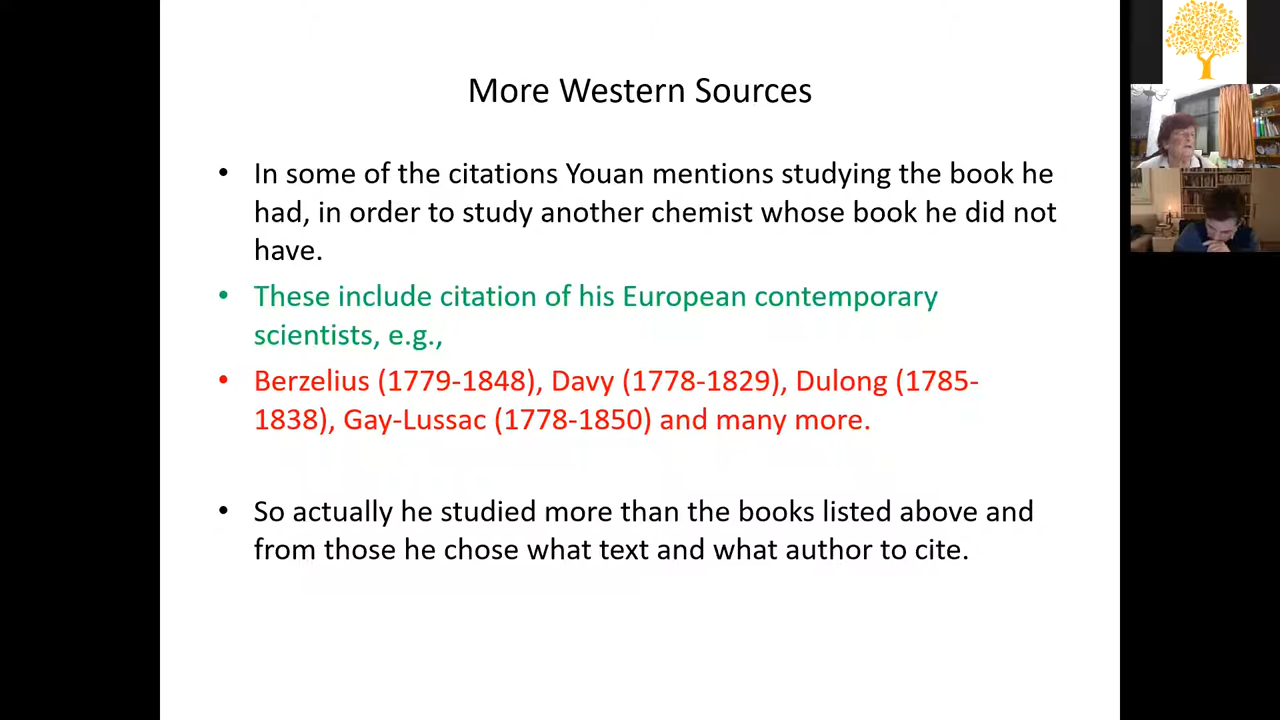 More Western Sources
• In some of the citations Youan mentions studying the book he
had, in order to study another chemist whose book he did not
have.
• These include citation of his European contemporary
scientists, e.g.,
• Berzelius (1779-1848), Davy (1778-1829), Dulong (1785-
1838), Gay-Lussac (1778-1850) and many more.
• So actually he studied more than the books listed above and
from those he chose what text and what author to cite.